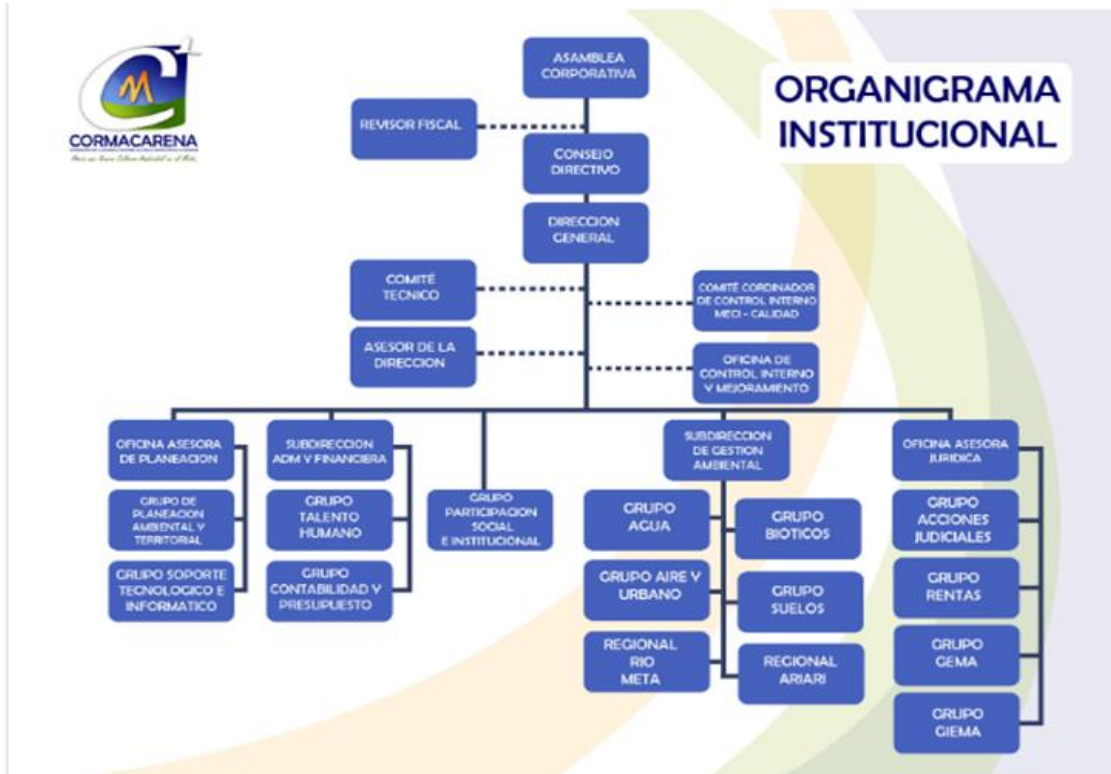 CORMACARENA
ORGANIGRAMA
INSTITUCIONAL
ASAMBLEA
CORPORATIVA
REVISOR FISCAL
CONSEJO
DIRECTIVO
DIRECCION
GENERAL
COMITÉ
TECNICO
COMITÉ CORDINADOR
DE CONTROL INTERNO
MECI - CALIDAD
ASESOR DE LA
DIRECCION
OFICINA DE
CONTROL INTERNO
Y MEJORAMIENTO
OFICINA ASESORA
DE PLANEACION
GRUPO DE
PLANEACION
AMBIENTAL Y
TERRITORIAL
GRUPO SOPORTE
TECNOLOGICO E
INFORMATICO
SUBDIRECCION
ADM Y FINANCIERA
GRUPO
TALENTO
HUMANO
GRUPO
CONTABILIDAD Y
PRESUPUESTO
GRUPO
PARTICIPACION
SOCIAL
E INSTITUCIONAL
SUBDIRECCION
DE GESTION
AMBIENTAL
GRUPO
AGUA
GRUPO
BIÓTICOS
GRUPO AIRE Y
URBANO
GRUPO
SUELOS
REGIONAL
RIO
META
REGIONAL
ARIARI
OFICINA ASESORA
JURIDICA
GRUPO
ACCIONES
JUDICIALES
GRUPO
RENTAS
GRUPO
GEMA
GRUPO
GIEMA